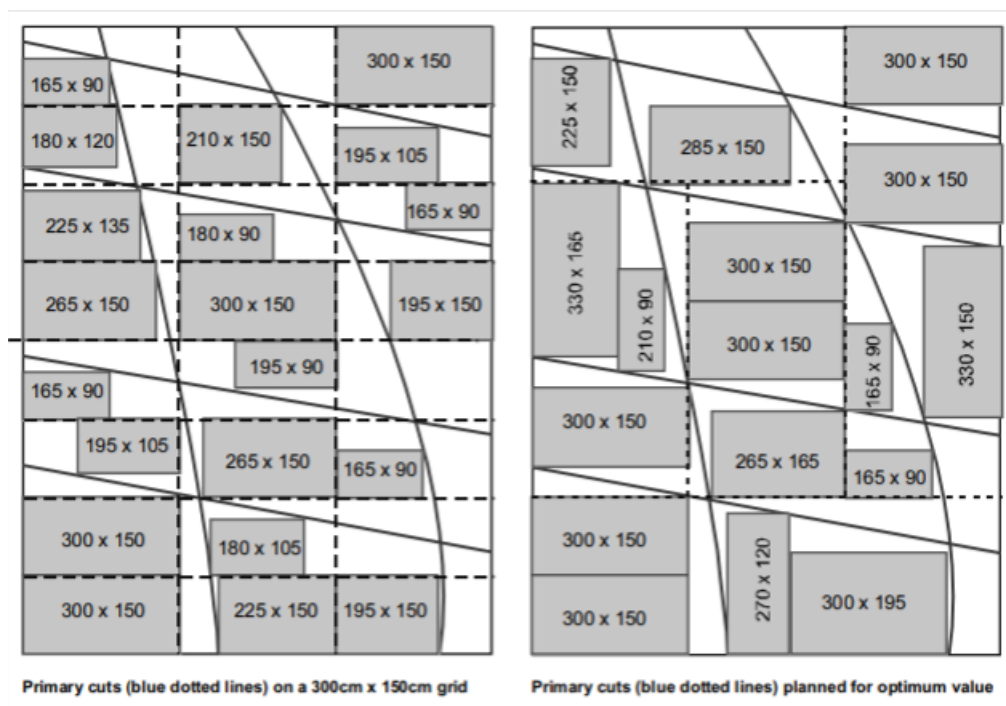 300 x 150
165 x 90
180 x 120
210 x 150
195 x 105
165 x 90
225 x 135
180 x 90
265 x 150
300 x 150
195 x 150
195 x 90
165 x 90
195 x 105
265 x 150
165 x 90
300 x 150
180 x 105
300 x 150
225 x 150
195 x 150
Primary cuts (blue dotted lines) on a 300cm x 150cm grid
300 x 150
225 x 150
285 x 150
300 x 150
330 x 165
300 x 150
210 x 90
300 x 150
165 x 90
330 x 150
300 x 150
265 x 165
165 x 90
300 x 150
270 x 120
300 x 195
300 x 150
Primary cuts (blue dotted lines) planned for optimum value